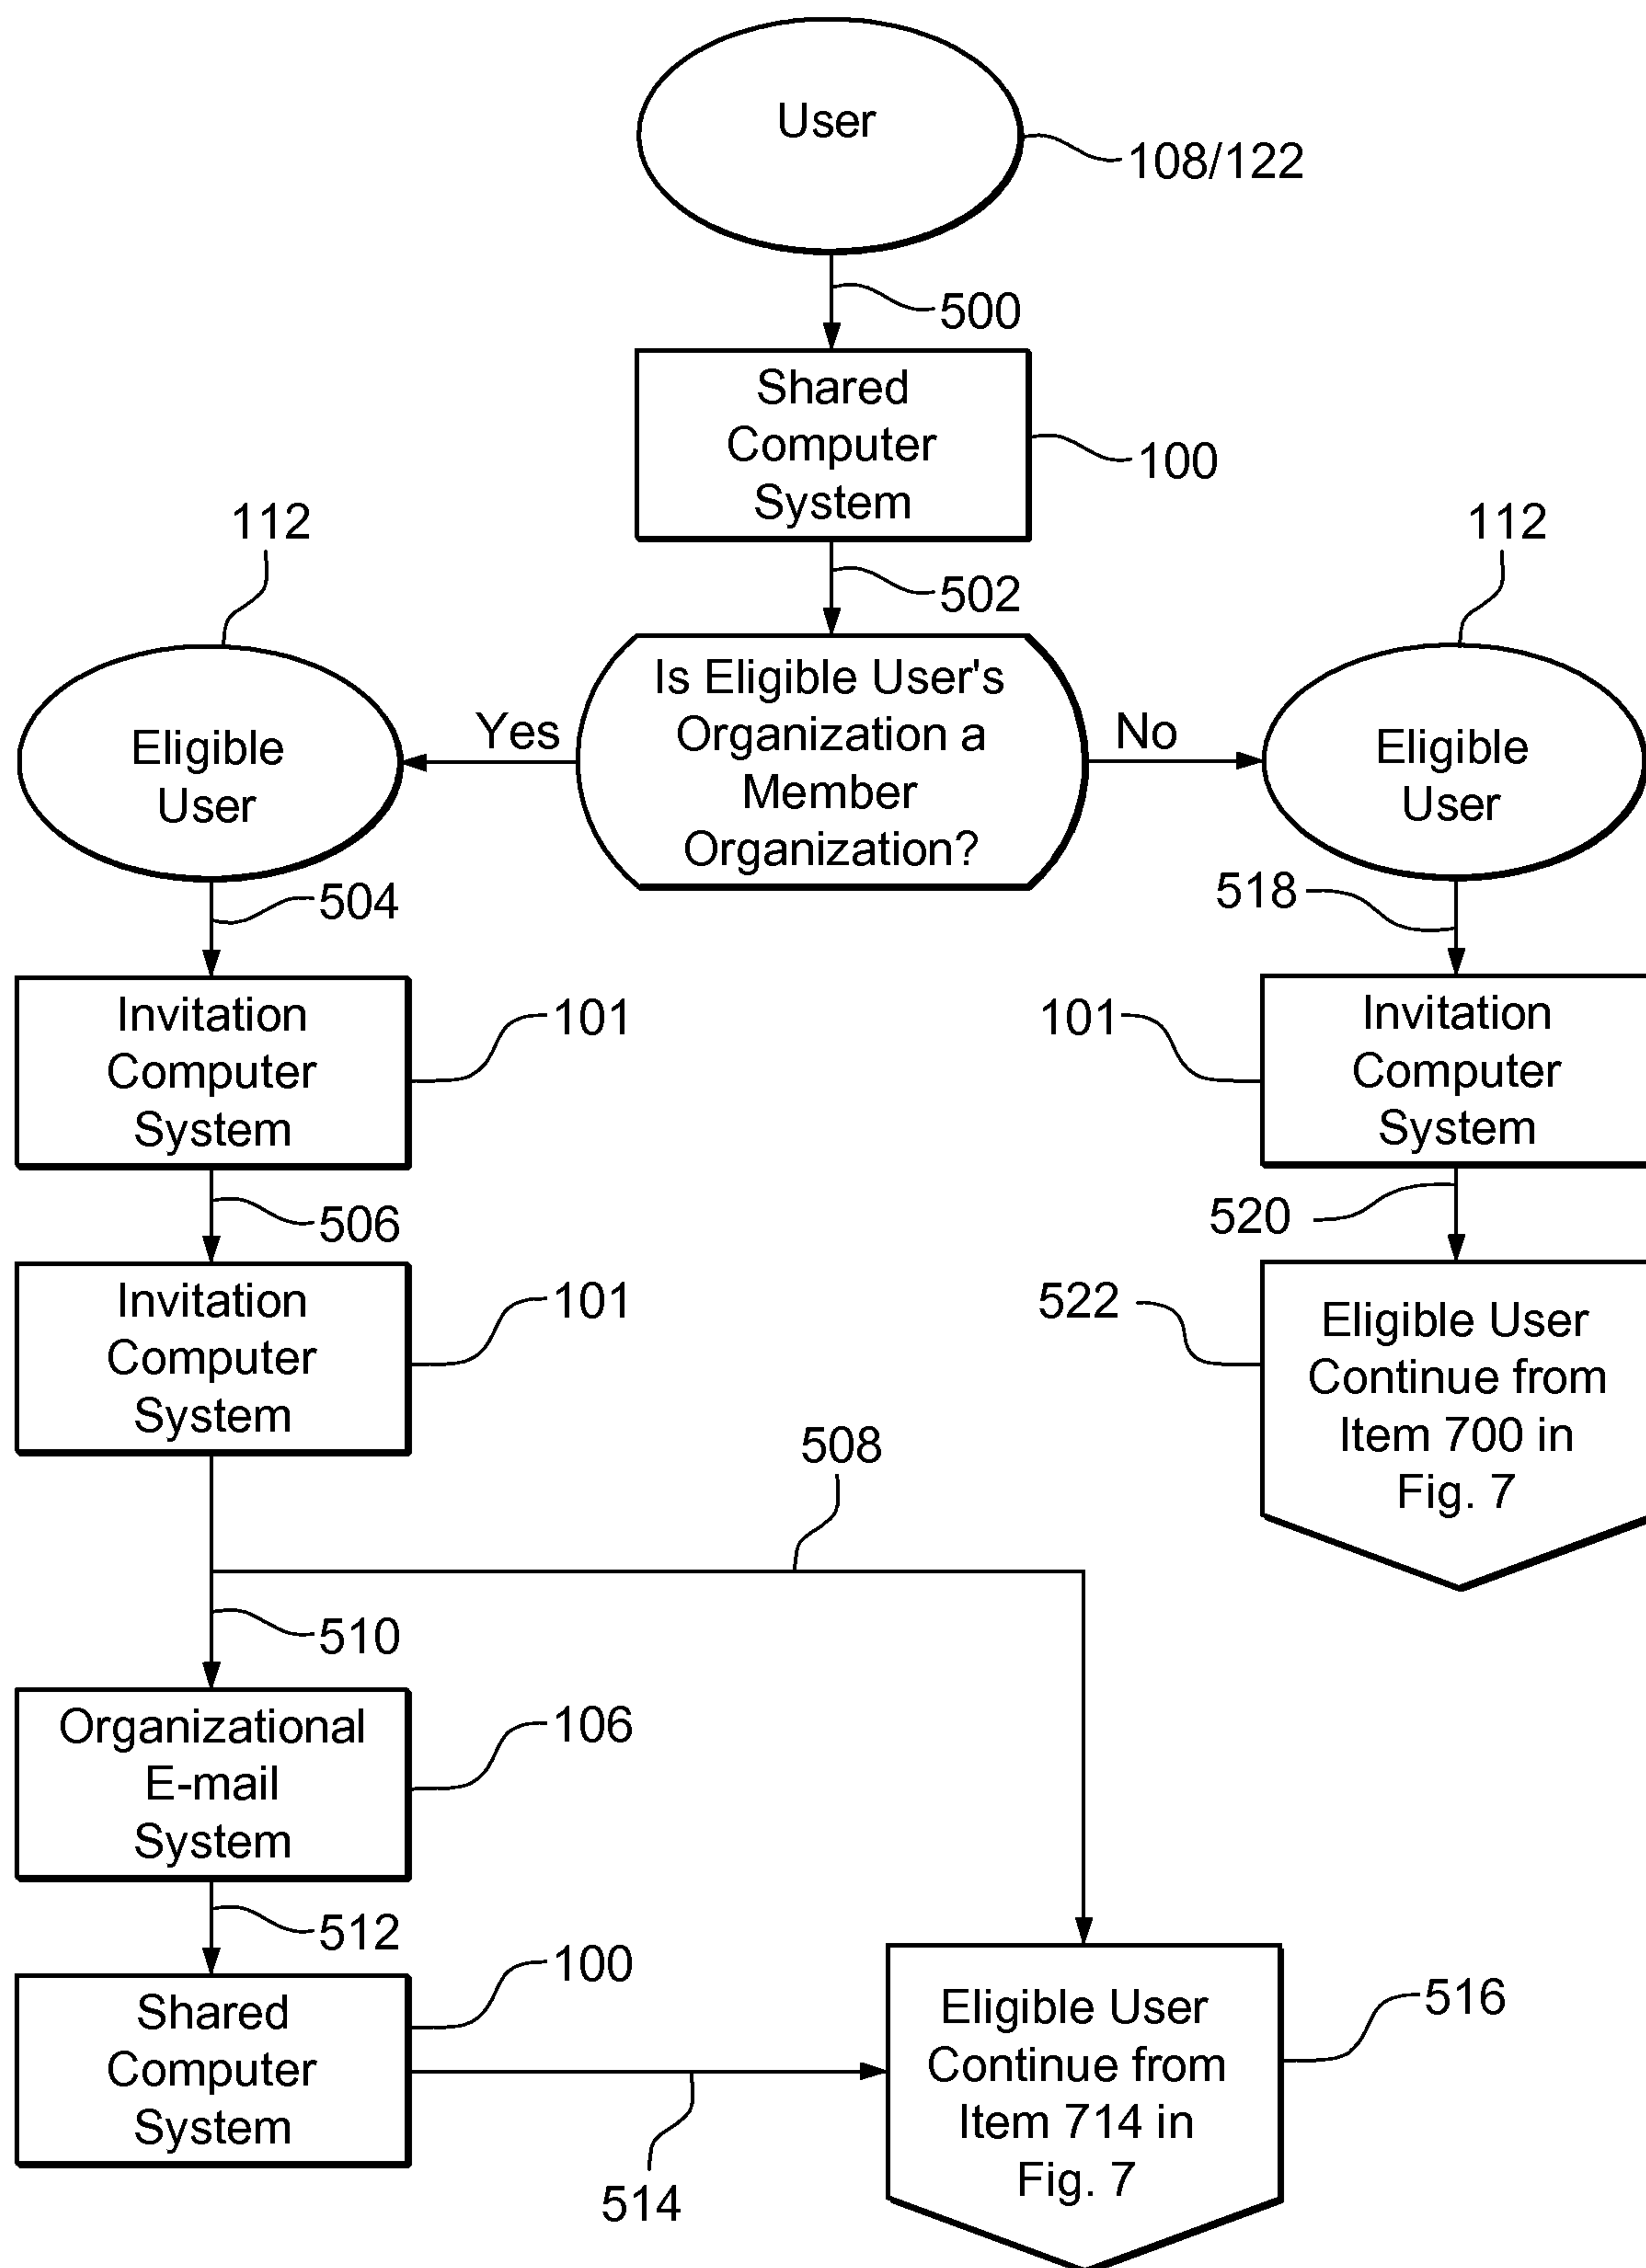 User
108/122
500
Shared
Computer
System
100
502
112
112
Is Eligible User's
Organization a
Member
Organization?
Yes
No
Eligible
User
Eligible
User
504
518
Invitation
Computer
System
101
101
Invitation
Computer
System
506
520
Invitation
Computer
System
101
522
Eligible User
Continue from
Item 700 in
Fig. 7
508
510
Organizational
E-mail
System
106
512
Shared
Computer
System
100
514
Eligible User
Continue from
Item 714 in
Fig. 7
516